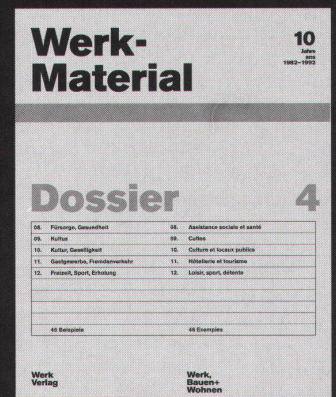 Werk-
Material
10
Jahre
ans
1982–1992
Dossier 4
08. Fürsorge, Gesundheit 08. Assistance sociale et santé
09. Kultus 09. Cultes
10. Kultur, Geselligkeit 10. Culture et locaux publics
11. Gastgewerbe, Fremdenverkehr 11. Hôtellerie et tourisme
12. Freizeit, Sport, Erholung 12. Loisir, sport, détente
46 Beispiele 46 Exemples
Werk
Verlag
Werk,
Bauen+
Wohnen